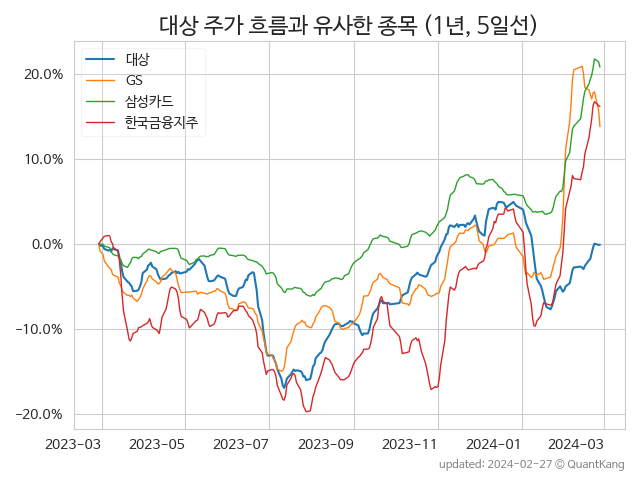 대상 주가 흐름과 유사한 종목 (1년, 5일선)
대상
GS
삼성카드
한국금융지주
20.0%
10.0%
0.0%
−10.0%
−20.0%
2023-03 2023-05 2023-07 2023-09 2023-11 2024-01 2024-03
updated: 2024-02-27 © QuantKang